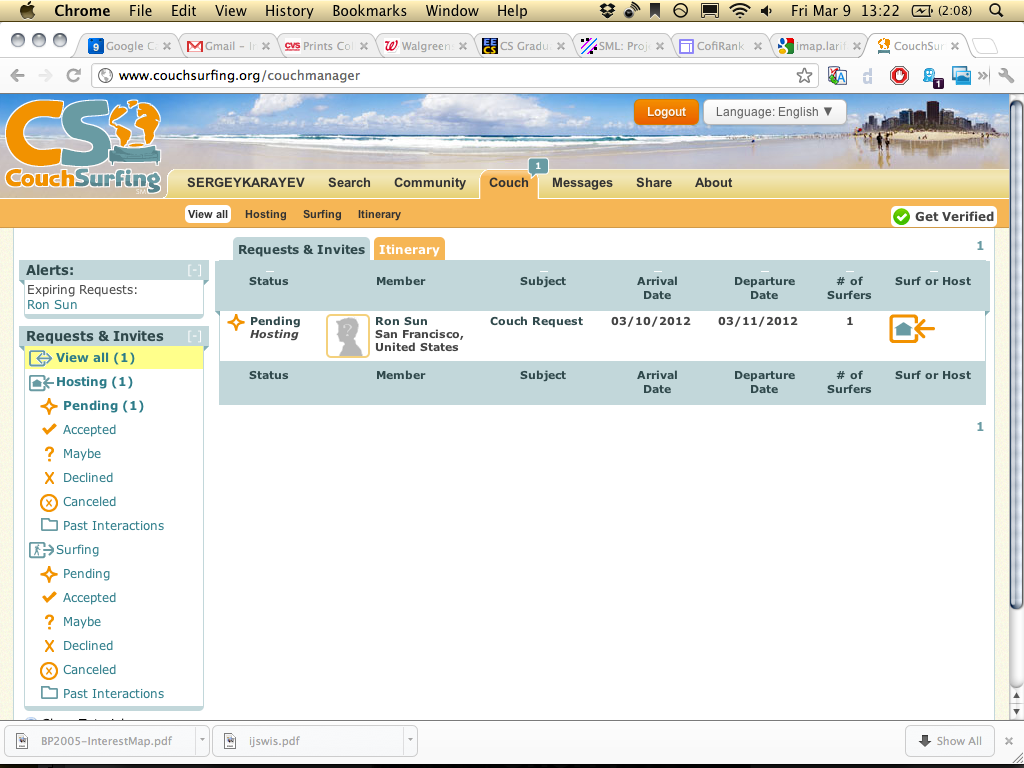 Chrome File Edit View History Bookmarks Window Help Fri Mar 9 13:22 (2:08)
9 Google C Gmail - In CVS Prints Co W Walgreen EE CS CS Gradu SML: Proj CofiRank imap.lari CouchSur
www.couchsurfing.org/couchmanager
1
Logout Language: English ▼
CS
CouchSurfing
1
SERGEYKARAYEV Search Community Couch Messages Share About
View all Hosting Surfing Itinerary Get Verified
Requests & Invites Itinerary 1
Alerts: [-]
Expiring Requests:
Ron Sun
Requests & Invites [-]
View all (1)
Hosting (1)
Pending (1)
Accepted
Maybe
Declined
Canceled
Past Interactions
Surfing
Pending
Accepted
Maybe
Declined
Canceled
Past Interactions
Status Member Subject Arrival Date Departure Date # of Surfers Surf or Host
Pending Ron Sun Couch Request 03/10/2012 03/11/2012 1
Hosting San Francisco,
United States
Status Member Subject Arrival Date Departure Date # of Surfers Surf or Host
1
BP2005-InterestMap.pdf ijswis.pdf Show All